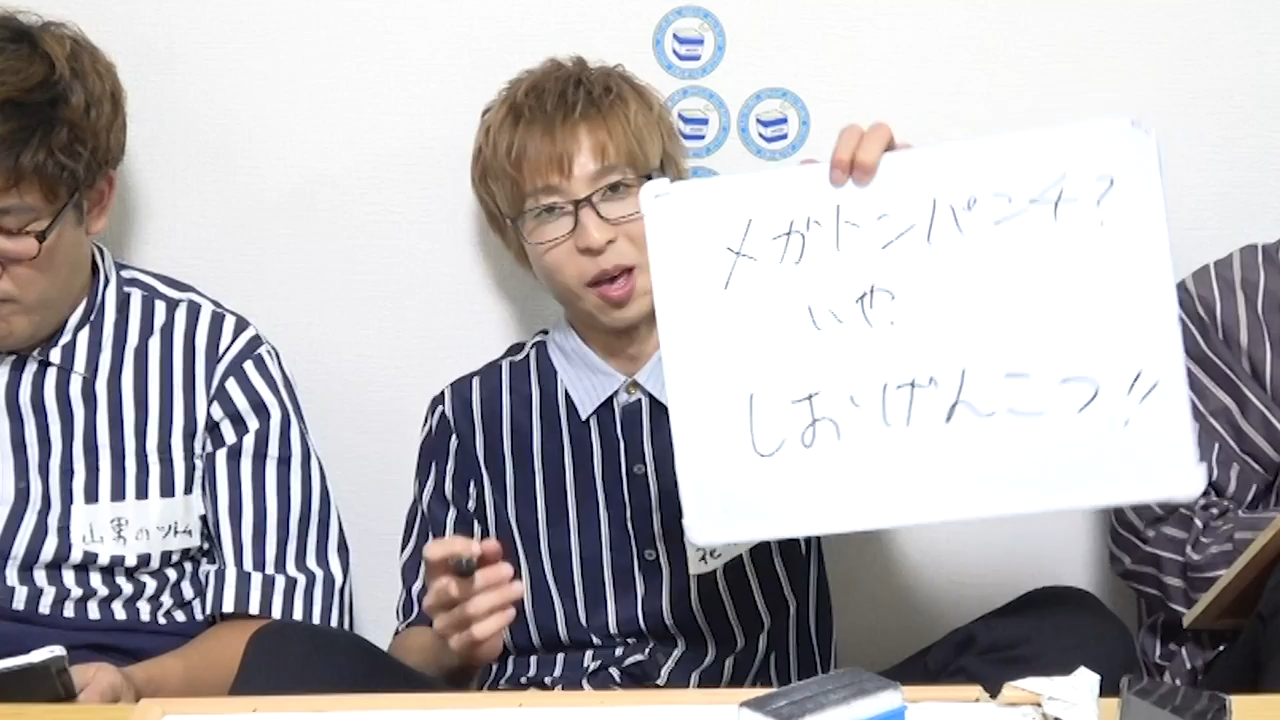 メガトンパンチ?
いや
しおりげんこつ!!
山男のツトム